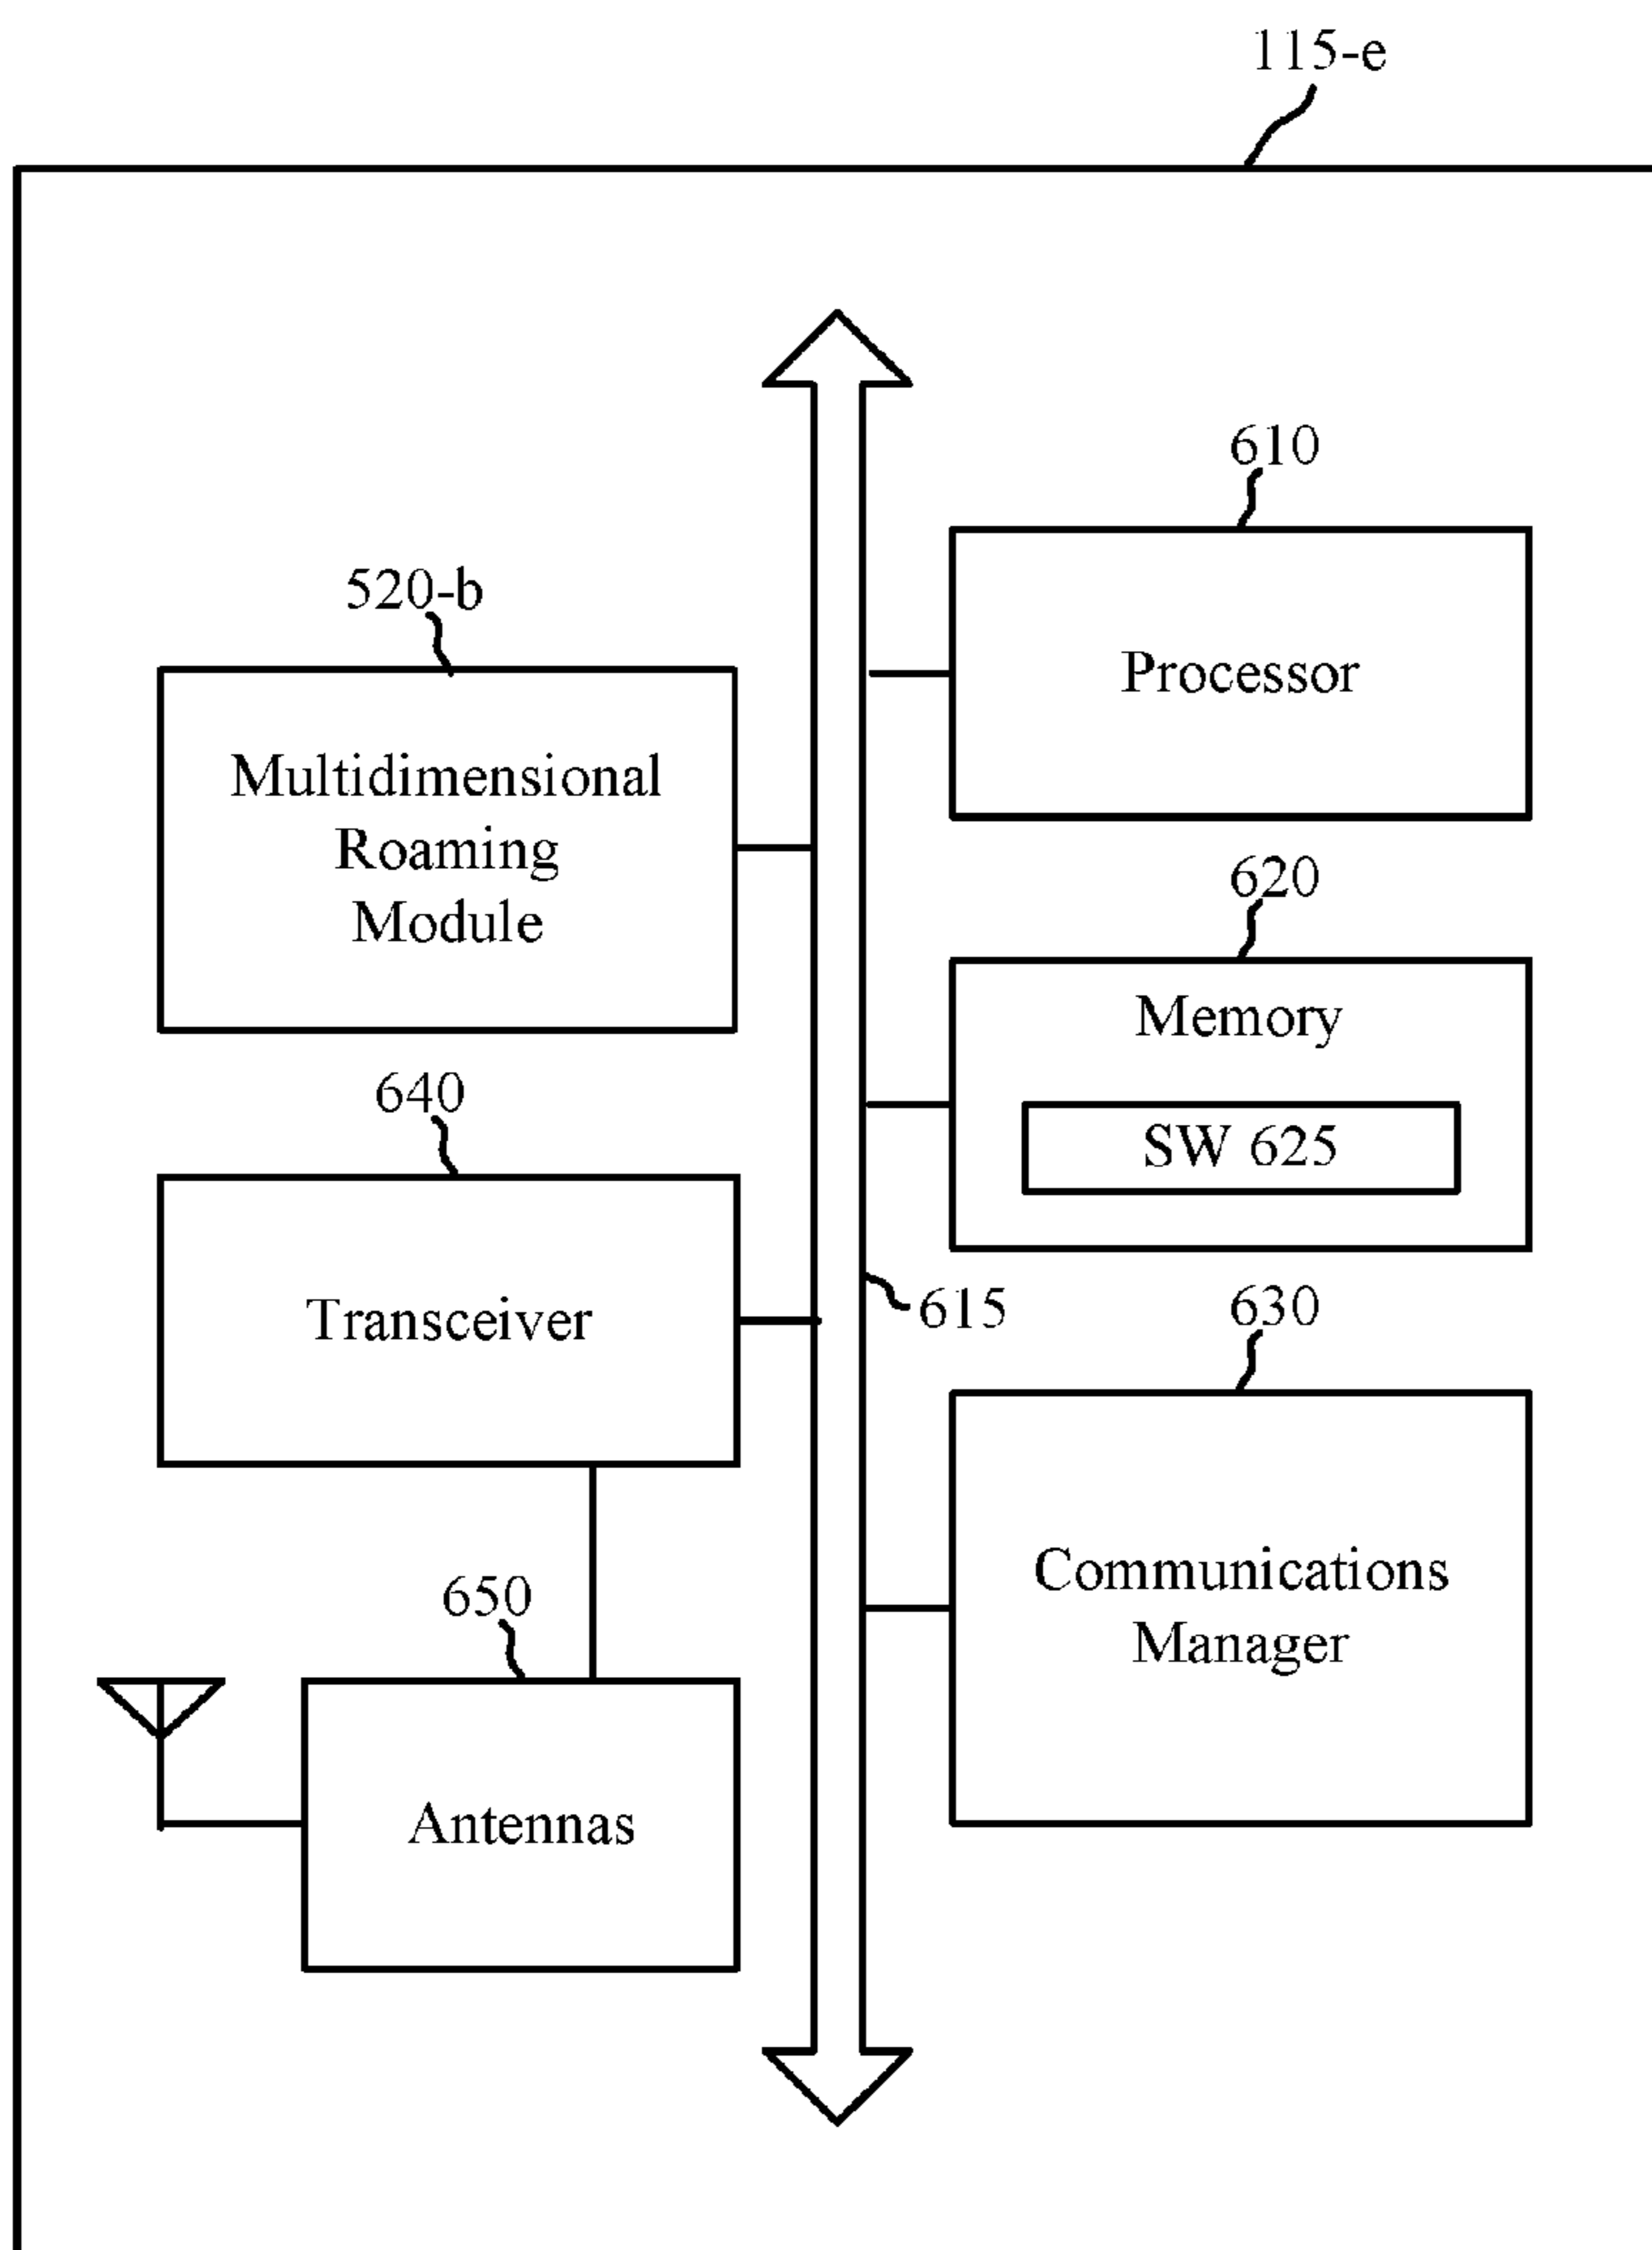 115-e
610
520-b
Processor
Multidimensional
Roaming
Module
620
Memory
640
SW 625
615
630
Transceiver
Communications
Manager
650
Antennas